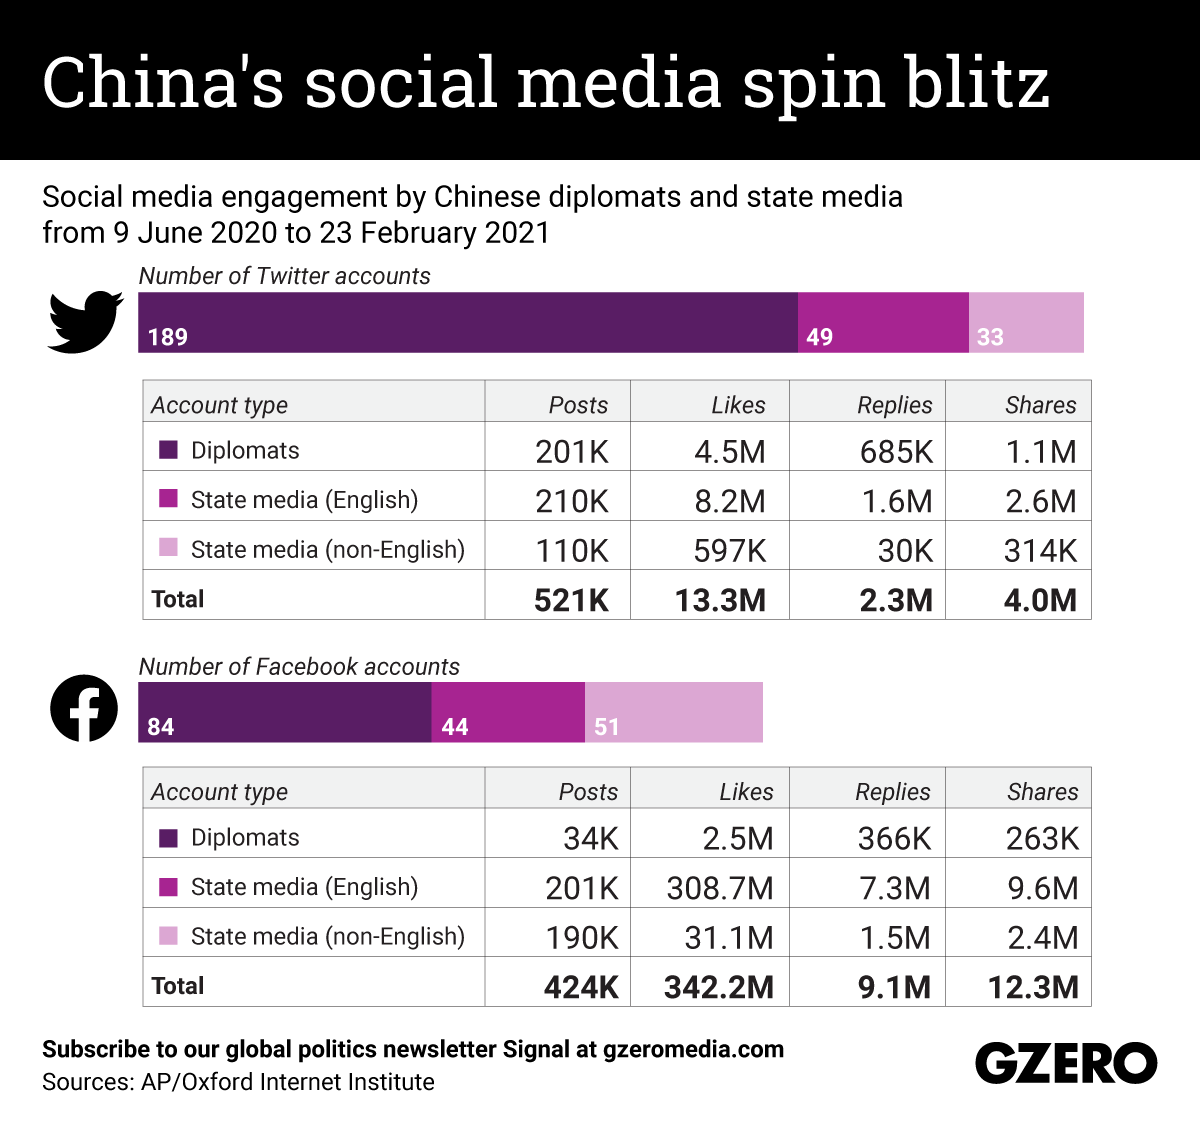 China's social media spin blitz
Social media engagement by Chinese diplomats and state media
from 9 June 2020 to 23 February 2021
Number of Twitter accounts
189 49 33
Account type Posts Likes Replies Shares
Diplomats 201K 4.5M 685K 1.1M
State media (English) 210K 8.2M 1.6M 2.6M
State media (non-English) 110K 597K 30K 314K
Total 521K 13.3M 2.3M 4.0M
Number of Facebook accounts
84 44 51
Account type Posts Likes Replies Shares
Diplomats 34K 2.5M 366K 263K
State media (English) 201K 308.7M 7.3M 9.6M
State media (non-English) 190K 31.1M 1.5M 2.4M
Total 424K 342.2M 9.1M 12.3M
Subscribe to our global politics newsletter Signal at gzeromedia.com
Sources: AP/Oxford Internet Institute
GZERO